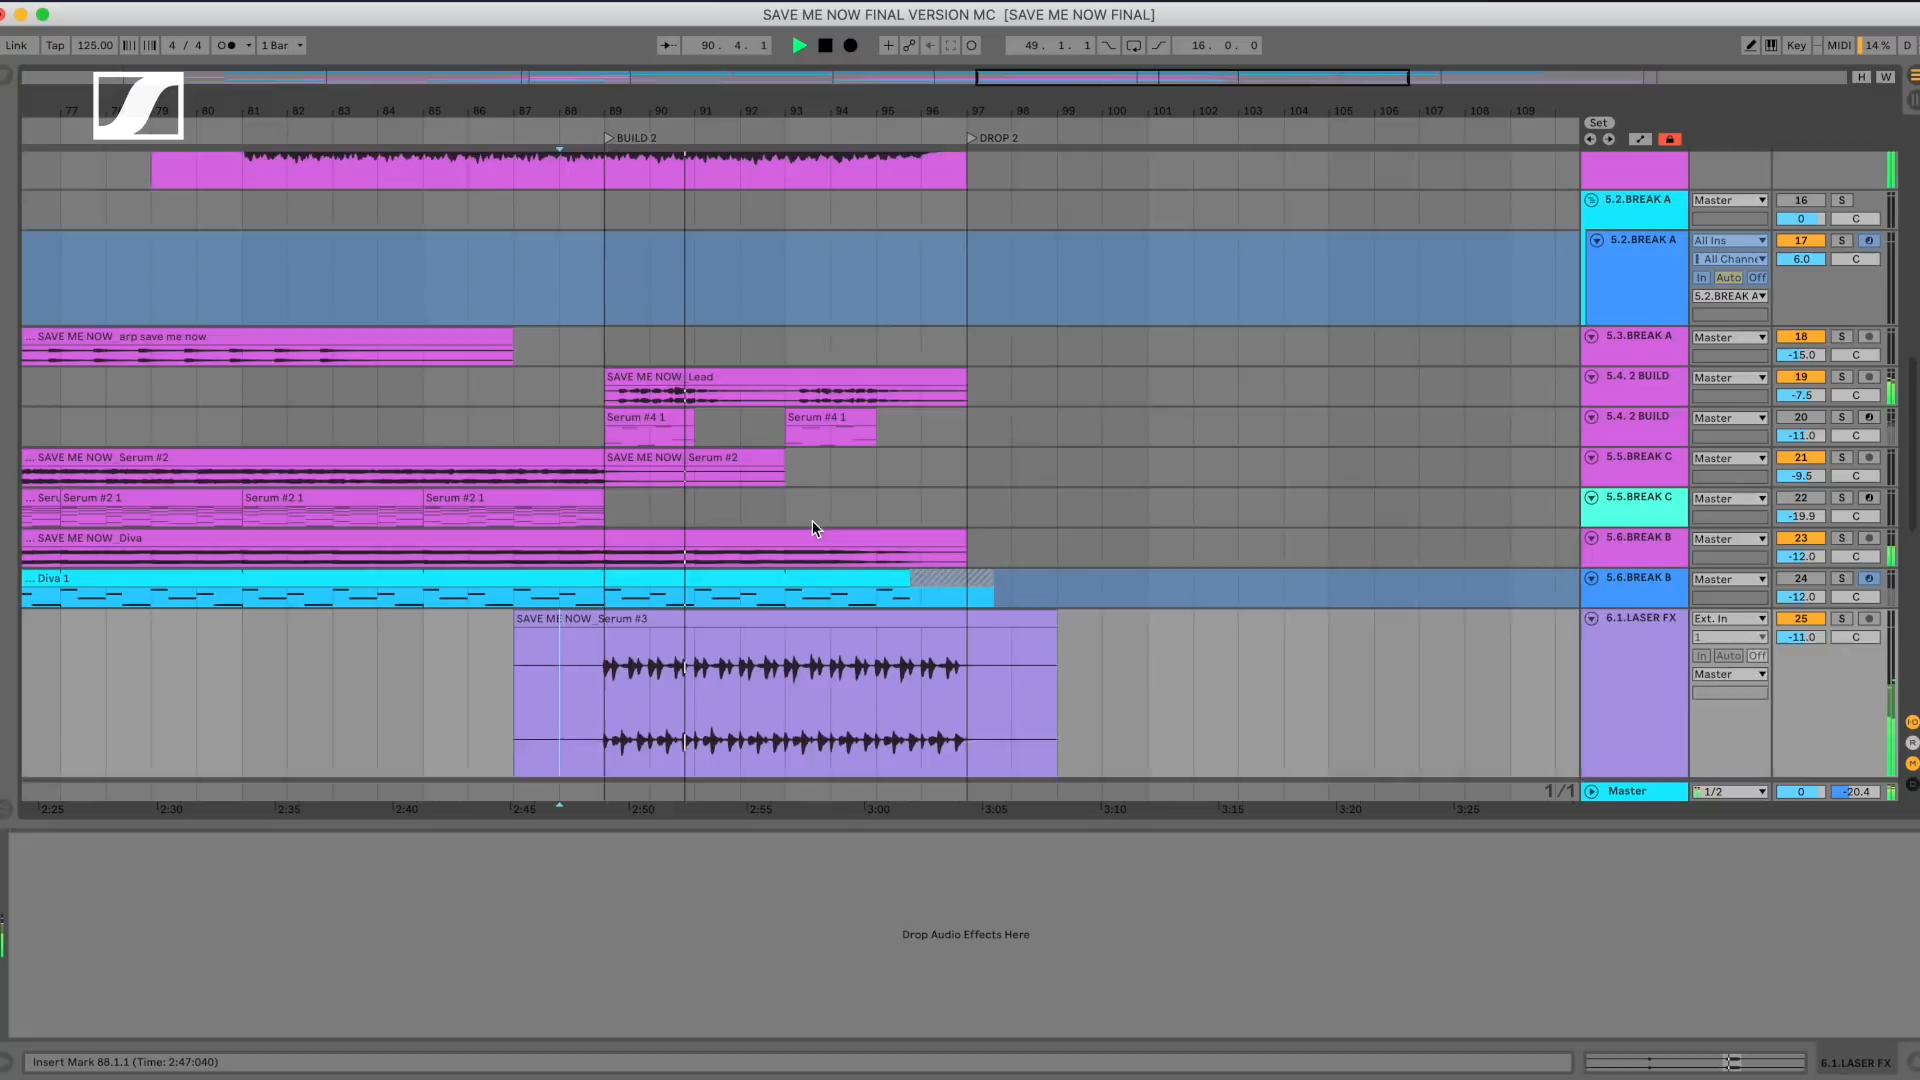 SAVE ME NOW FINAL VERSION MC [SAVE ME NOW FINAL]
Link Tap 125.00 4 / 4 1 Bar 90. 4. 1 49. 1. 1 16. 0. 0 Key MIDI 14 % D
H W
77 79 80 81 82 83 84 85 86 87 88 89 90 91 92 93 94 95 96 97 98 99 100 101 102 103 104 105 106 107 108 109
Set
BUILD 2 DROP 2
5.2.BREAK A Master 16 S
0 C
5.2.BREAK A All Ins 17 S
All Channe 6.0 C
In Auto Off
5.2.BREAK A
... SAVE ME NOW_arp save me now 5.3.BREAK A Master 18 S
-15.0 C
SAVE ME NOW_Lead 5.4. 2 BUILD Master 19 S
-7.5 C
Serum #4 1 Serum #4 1 5.4. 2 BUILD Master 20 S
-11.0 C
... SAVE ME NOW_Serum #2 SAVE ME NOW_Serum #2 5.5.BREAK C Master 21 S
-9.5 C
... Seru Serum #2 1 Serum #2 1 Serum #2 1 5.5.BREAK C Master 22 S
-19.9 C
... SAVE ME NOW_Diva 5.6.BREAK B Master 23 S
-12.0 C
... Diva 1 5.6.BREAK B Master 24 S
-12.0 C
SAVE ME NOW_Serum #3 6.1.LASER FX Ext. In 25 S
1 -11.0 C
In Auto Off
Master
1/1 Master 1/2 0 -20.4
2:25 2:30 2:35 2:40 2:45 2:50 2:55 3:00 3:05 3:10 3:15 3:20 3:25
Drop Audio Effects Here
Insert Mark 88.1.1 (Time: 2:47:040) 6.1.LASER FX